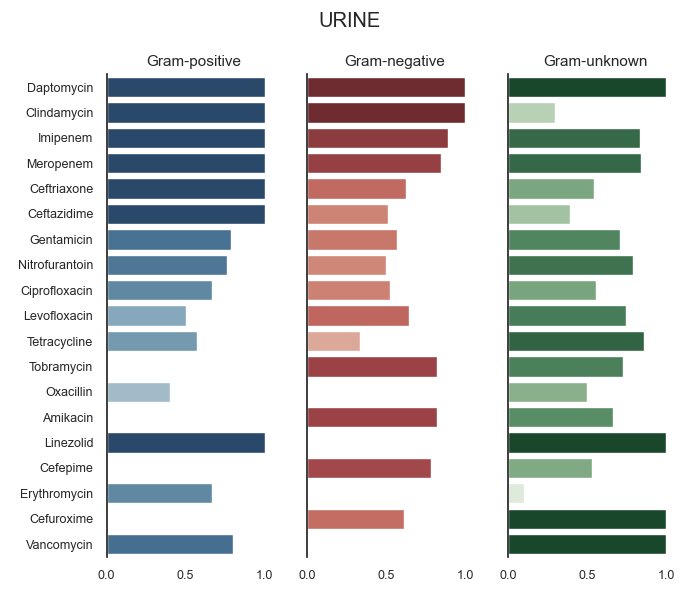 URINE
Gram-positive Gram-negative Gram-unknown
Daptomycin
Clindamycin
Imipenem
Meropenem
Ceftriaxone
Ceftazidime
Gentamicin
Nitrofurantoin
Ciprofloxacin
Levofloxacin
Tetracycline
Tobramycin
Oxacillin
Amikacin
Linezolid
Cefepime
Erythromycin
Cefuroxime
Vancomycin
0.0 0.5 1.0 0.0 0.5 1.0 0.0 0.5 1.0